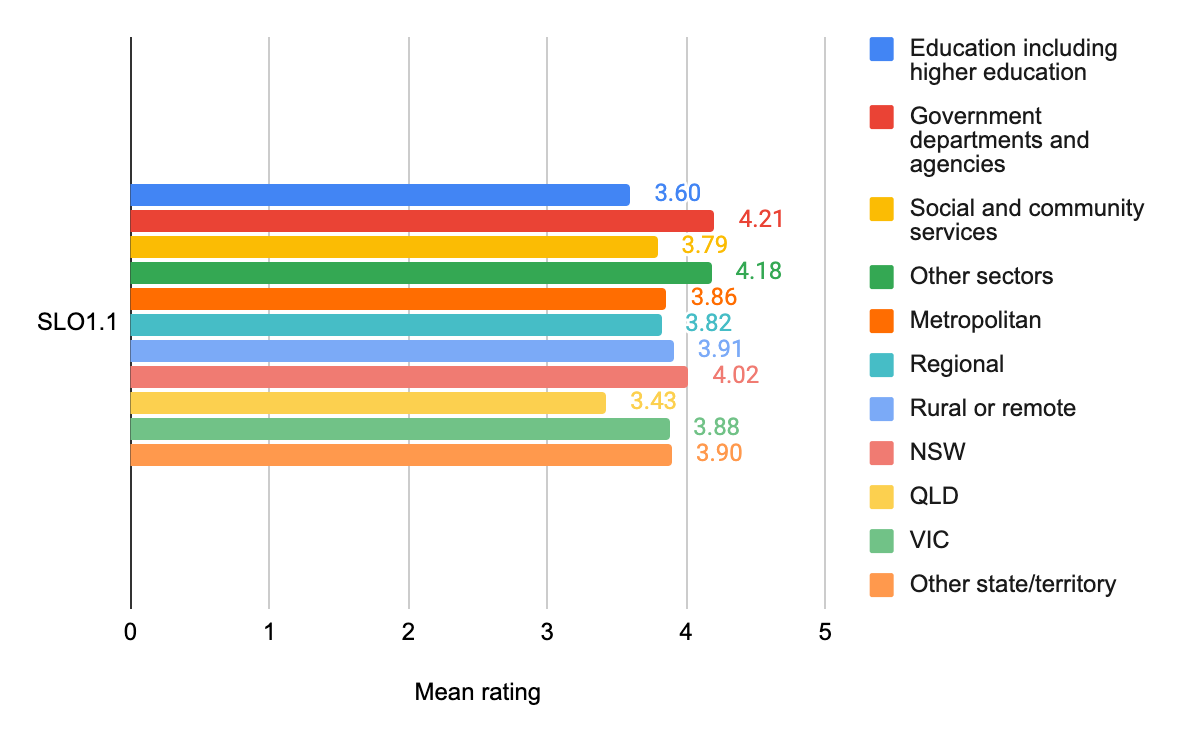 3.60
4.21
3.79
4.18
3.86
SLO1.1
3.82
3.91
4.02
3.43
3.88
3.90
0 1 2 3 4 5
Mean rating
Education including
higher education
Government
departments and
agencies
Social and community
services
Other sectors
Metropolitan
Regional
Rural or remote
NSW
QLD
VIC
Other state/territory